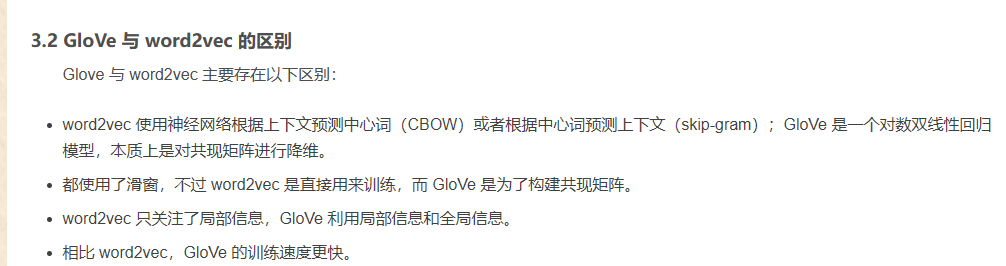 3.2 GloVe 与 word2vec 的区别
Glove 与 word2vec 主要存在以下区别：
• word2vec 使用神经网络根据上下文预测中心词（CBOW）或者根据中心词预测上下文（skip-gram）；GloVe 是一个对数双线性回归
模型，本质上是对共现矩阵进行降维。
• 都使用了滑窗，不过 word2vec 是直接用来训练，而 GloVe 是为了构建共现矩阵。
• word2vec 只关注了局部信息，GloVe 利用局部信息和全局信息。
• 相比 word2vec，GloVe 的训练速度更快。